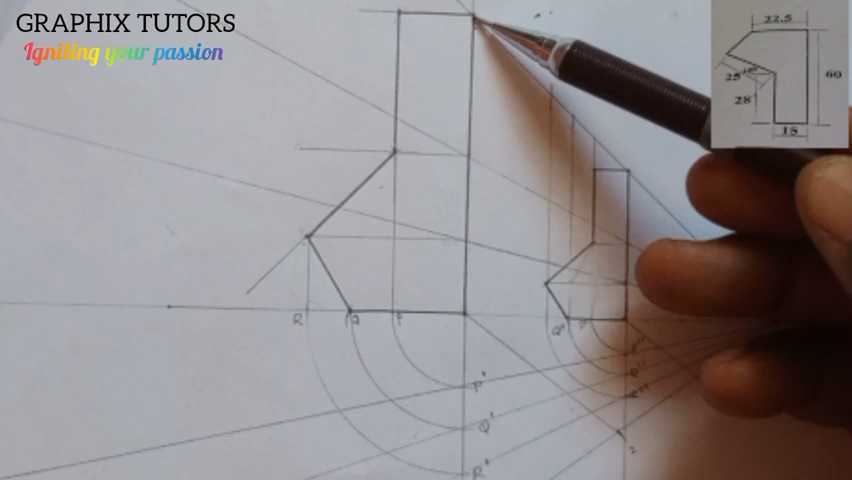 GRAPHIX TUTORS
Igniting your passion
22.5
25
60
28
15
R Q P
Q" P"
P'
Q'
R'